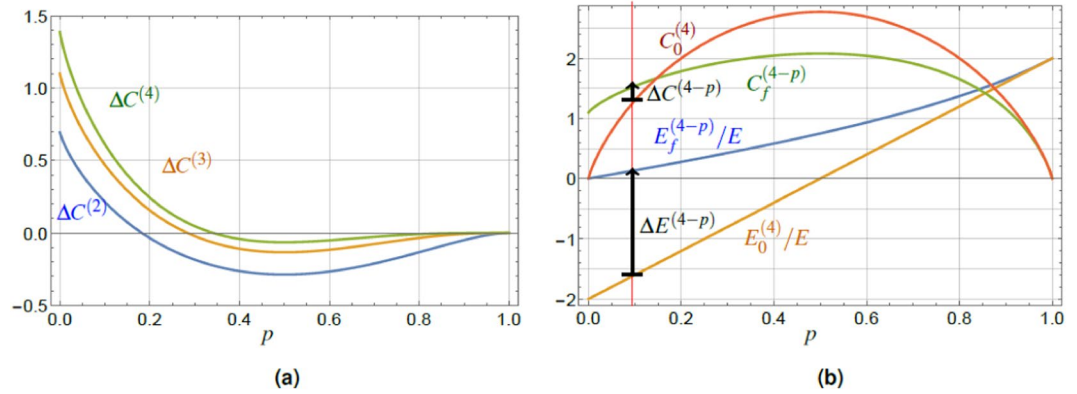 1.5
1.0
0.5
0.0
−0.5
ΔC^(4)
ΔC^(3)
ΔC^(2)
0.0 0.2 0.4 0.6 0.8 1.0
p
(a)
2
1
0
−1
−2
C_0^(4)
C_f^(4−p)
ΔC^(4−p)
E_f^(4−p)/E
ΔE^(4−p)
E_0^(4)/E
0.0 0.2 0.4 0.6 0.8 1.0
p
(b)